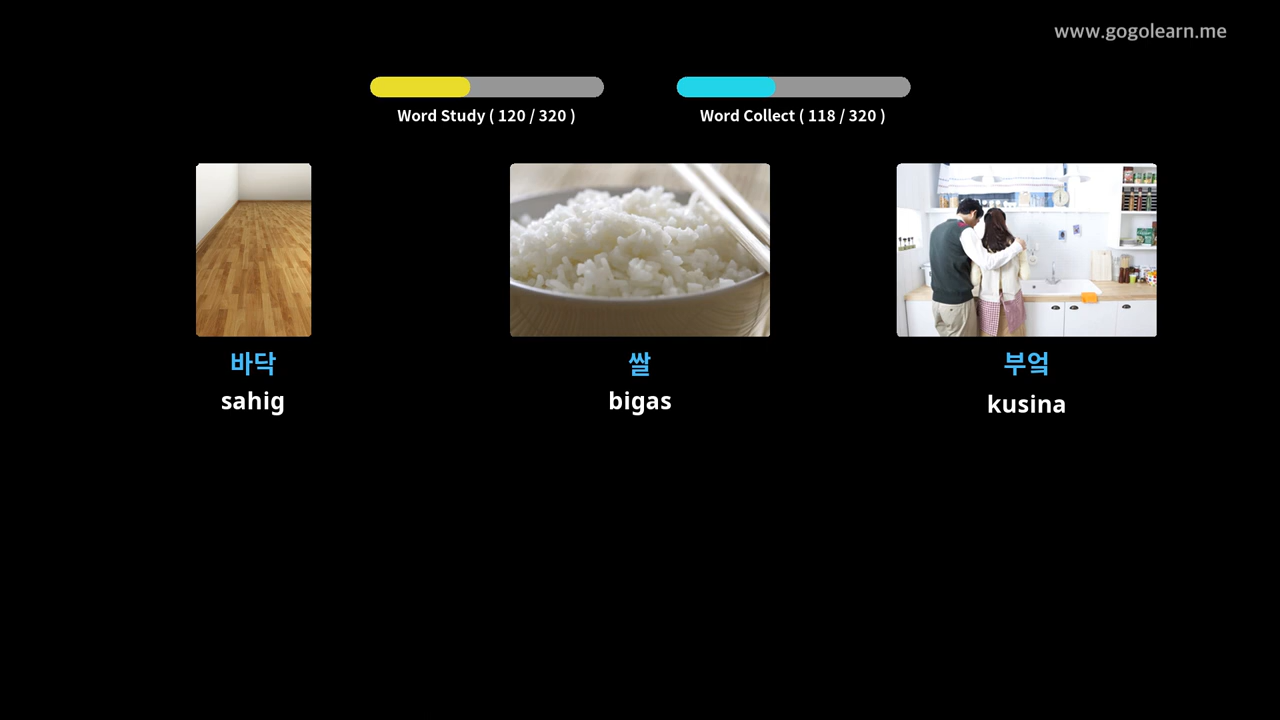 www.gogolearn.me
Word Study ( 120 / 320 )
Word Collect ( 118 / 320 )
바닥
쌀
부엌
sahig
bigas
kusina